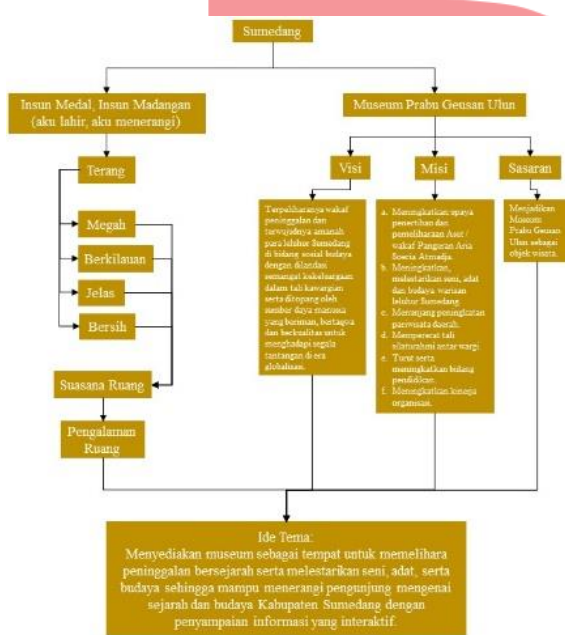 Sumedang
Insun Medal, Insun Madangan
(aku lahir, aku menerangi)
Museum Prabu Geusan Ulun
Terang
Megah
Berkilauan
Jelas
Bersih
Suasana Ruang
Pengalaman
Ruang
Visi
Misi
Sasaran
Terpeliharanya wakaf
peninggalan dan
terwujudnya amanah
para leluhur Sumedang
di bidang sosial budaya
dengan dilandasi
semangat kekeluargaan
dalam tali kawargian
serta ditopang oleh
sumber daya manusia
yang beriman, bertaqwa
dan berkualitas untuk
menghadapi segala
tantangan di era
globalisasi.
a. Meningkatkan upaya
penertiban dan
pemeliharaan Aset /
wakaf Pangeran Aria
Soeria Atmadja.
b. Meningkatkan,
melestarikan seni, adat
dan budaya warisan
leluhur Sumedang.
c. Menunjang peningkatan
pariwisata daerah.
d. Mempererat tali
silaturahmi antar wargi.
e. Turut serta
meningkatkan bidang
pendidikan.
f. Meningkatkan kinerja
organisasi.
Menjadikan
Museum
Prabu Geusan
Ulun sebagai
objek wisata.
Ide Tema:
Menyediakan museum sebagai tempat untuk memelihara
peninggalan bersejarah serta melestarikan seni, adat, serta
budaya sehingga mampu menerangi pengunjung mengenai
sejarah dan budaya Kabupaten Sumedang dengan
penyampaian informasi yang interaktif.